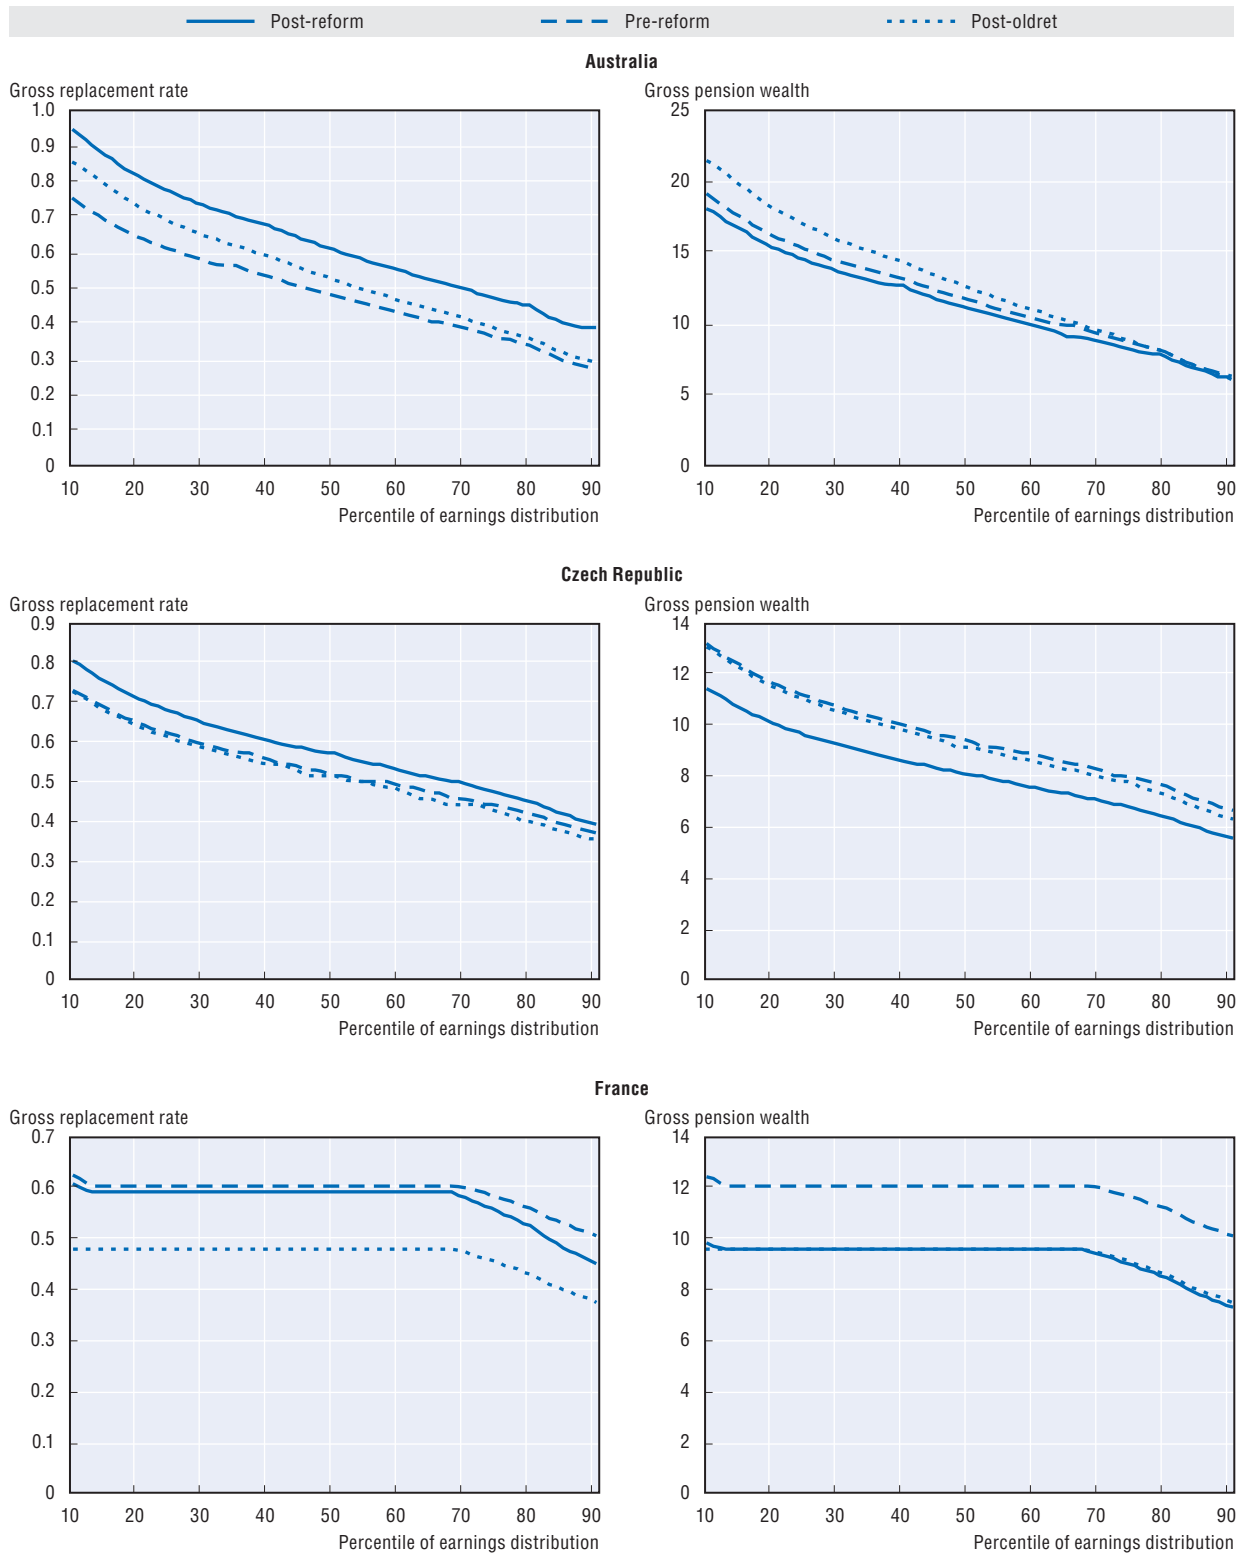 Post-reform Pre-reform Post-oldret
Australia
Gross replacement rate
1.0
0.9
0.8
0.7
0.6
0.5
0.4
0.3
0.2
0.1
0
10 20 30 40 50 60 70 80 90
Percentile of earnings distribution
Gross pension wealth
25
20
15
10
5
0
10 20 30 40 50 60 70 80 90
Percentile of earnings distribution
Czech Republic
Gross replacement rate
0.9
0.8
0.7
0.6
0.5
0.4
0.3
0.2
0.1
0
10 20 30 40 50 60 70 80 90
Percentile of earnings distribution
Gross pension wealth
14
12
10
8
6
4
2
0
10 20 30 40 50 60 70 80 90
Percentile of earnings distribution
France
Gross replacement rate
0.7
0.6
0.5
0.4
0.3
0.2
0.1
0
10 20 30 40 50 60 70 80 90
Percentile of earnings distribution
Gross pension wealth
14
12
10
8
6
4
2
0
10 20 30 40 50 60 70 80 90
Percentile of earnings distribution